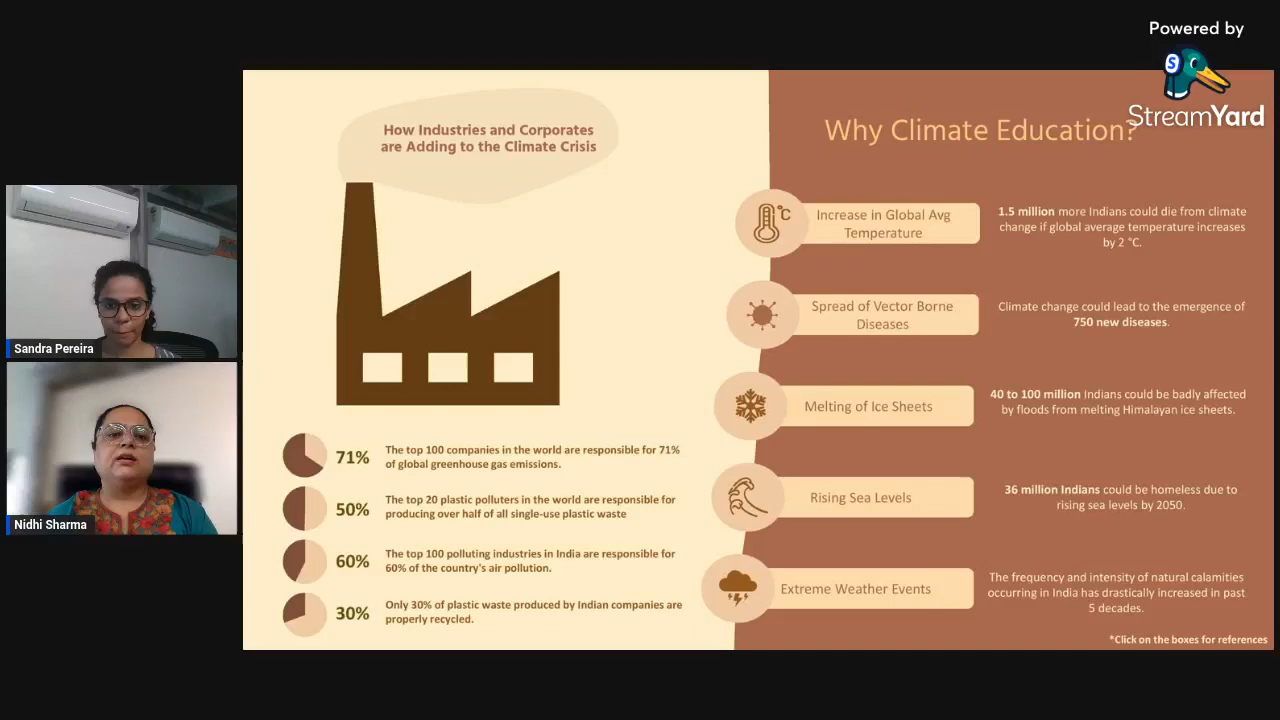 Powered by
S
StreamYard
How Industries and Corporates
are Adding to the Climate Crisis
71%
The top 100 companies in the world are responsible for 71%
of global greenhouse gas emissions.
50%
The top 20 plastic polluters in the world are responsible for
producing over half of all single-use plastic waste
60%
The top 100 polluting industries in India are responsible for
60% of the country's air pollution.
30%
Only 30% of plastic waste produced by Indian companies are
properly recycled.
Why Climate Education?
°C
Increase in Global Avg
Temperature
1.5 million more Indians could die from climate
change if global average temperature increases
by 2 °C.
Spread of Vector Borne
Diseases
Climate change could lead to the emergence of
750 new diseases.
Melting of Ice Sheets
40 to 100 million Indians could be badly affected
by floods from melting Himalayan ice sheets.
Rising Sea Levels
36 million Indians could be homeless due to
rising sea levels by 2050.
Extreme Weather Events
The frequency and intensity of natural calamities
occurring in India has drastically increased in past
5 decades.
*Click on the boxes for references
Sandra Pereira
Nidhi Sharma